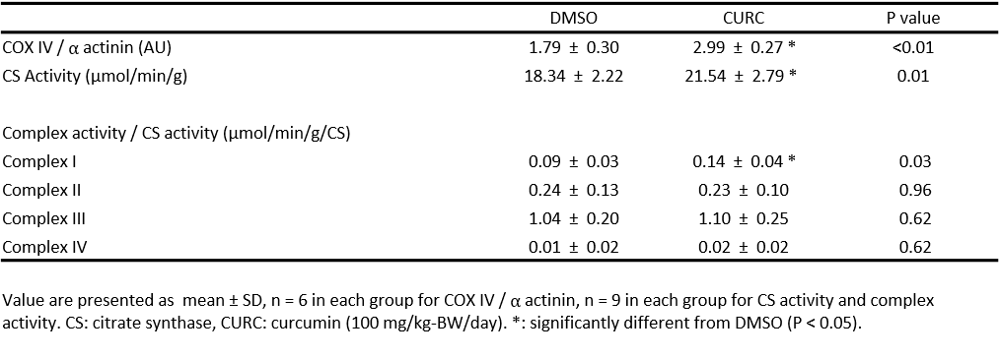 DMSO CURC P value
COX IV / α actinin (AU) 1.79 ± 0.30 2.99 ± 0.27 * <0.01
CS Activity (μmol/min/g) 18.34 ± 2.22 21.54 ± 2.79 * 0.01
Complex activity / CS activity (μmol/min/g/CS)
Complex I 0.09 ± 0.03 0.14 ± 0.04 * 0.03
Complex II 0.24 ± 0.13 0.23 ± 0.10 0.96
Complex III 1.04 ± 0.20 1.10 ± 0.25 0.62
Complex IV 0.01 ± 0.02 0.02 ± 0.02 0.62
Value are presented as mean ± SD, n = 6 in each group for COX IV / α actinin, n = 9 in each group for CS activity and complex
activity. CS: citrate synthase, CURC: curcumin (100 mg/kg-BW/day). *: significantly different from DMSO (P < 0.05).